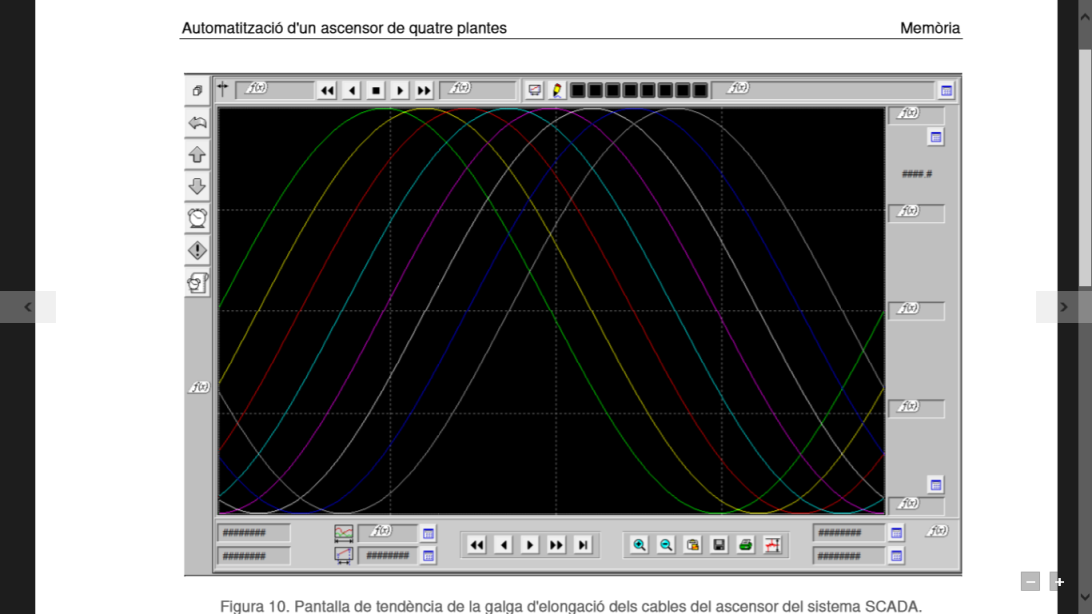 Automatització d'un ascensor de quatre plantes
Memòria
f(x)
f(x)
f(x)
f(x)
####.#
f(x)
f(x)
f(x)
f(x)
f(x)
########
f(x)
########
f(x)
########
########
########
Figura 10. Pantalla de tendència de la galga d'elongació dels cables del ascensor del sistema SCADA.